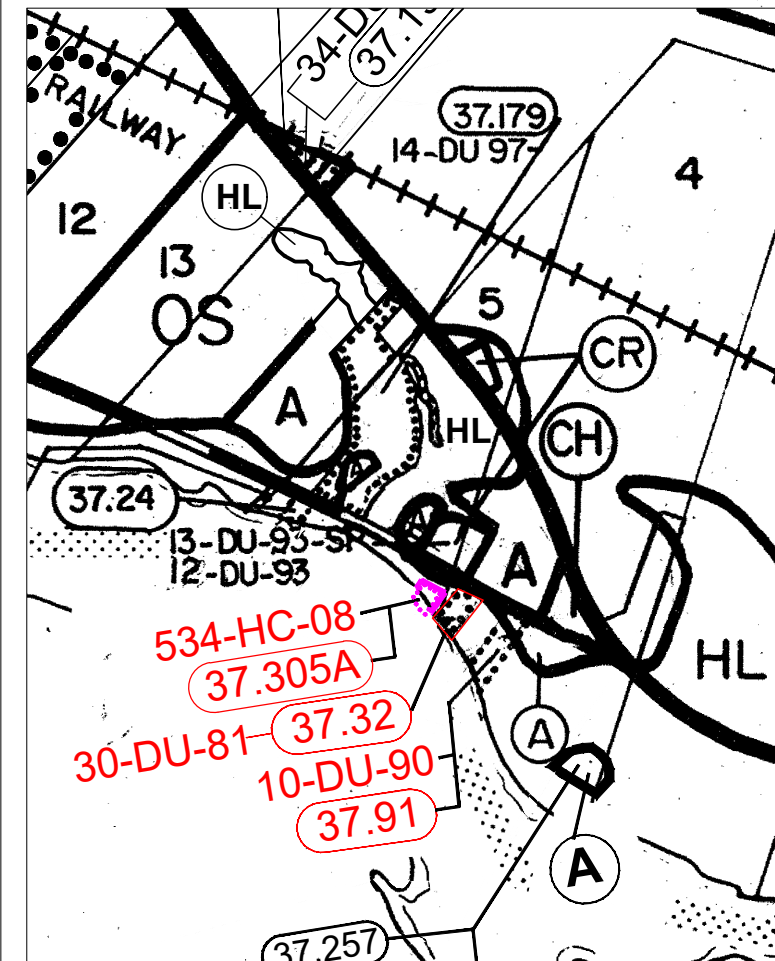 34-D
37.1
RAILWAY
37.179
14-DU 97-
4
HL
12
13
OS
5
CR
A
HL
CH
A
37.24
A
13-DU-93-SP
12-DU-93
A
534-HC-08
37.305A
HL
37.32
30-DU-81
A
10-DU-90
37.91
A
37.257